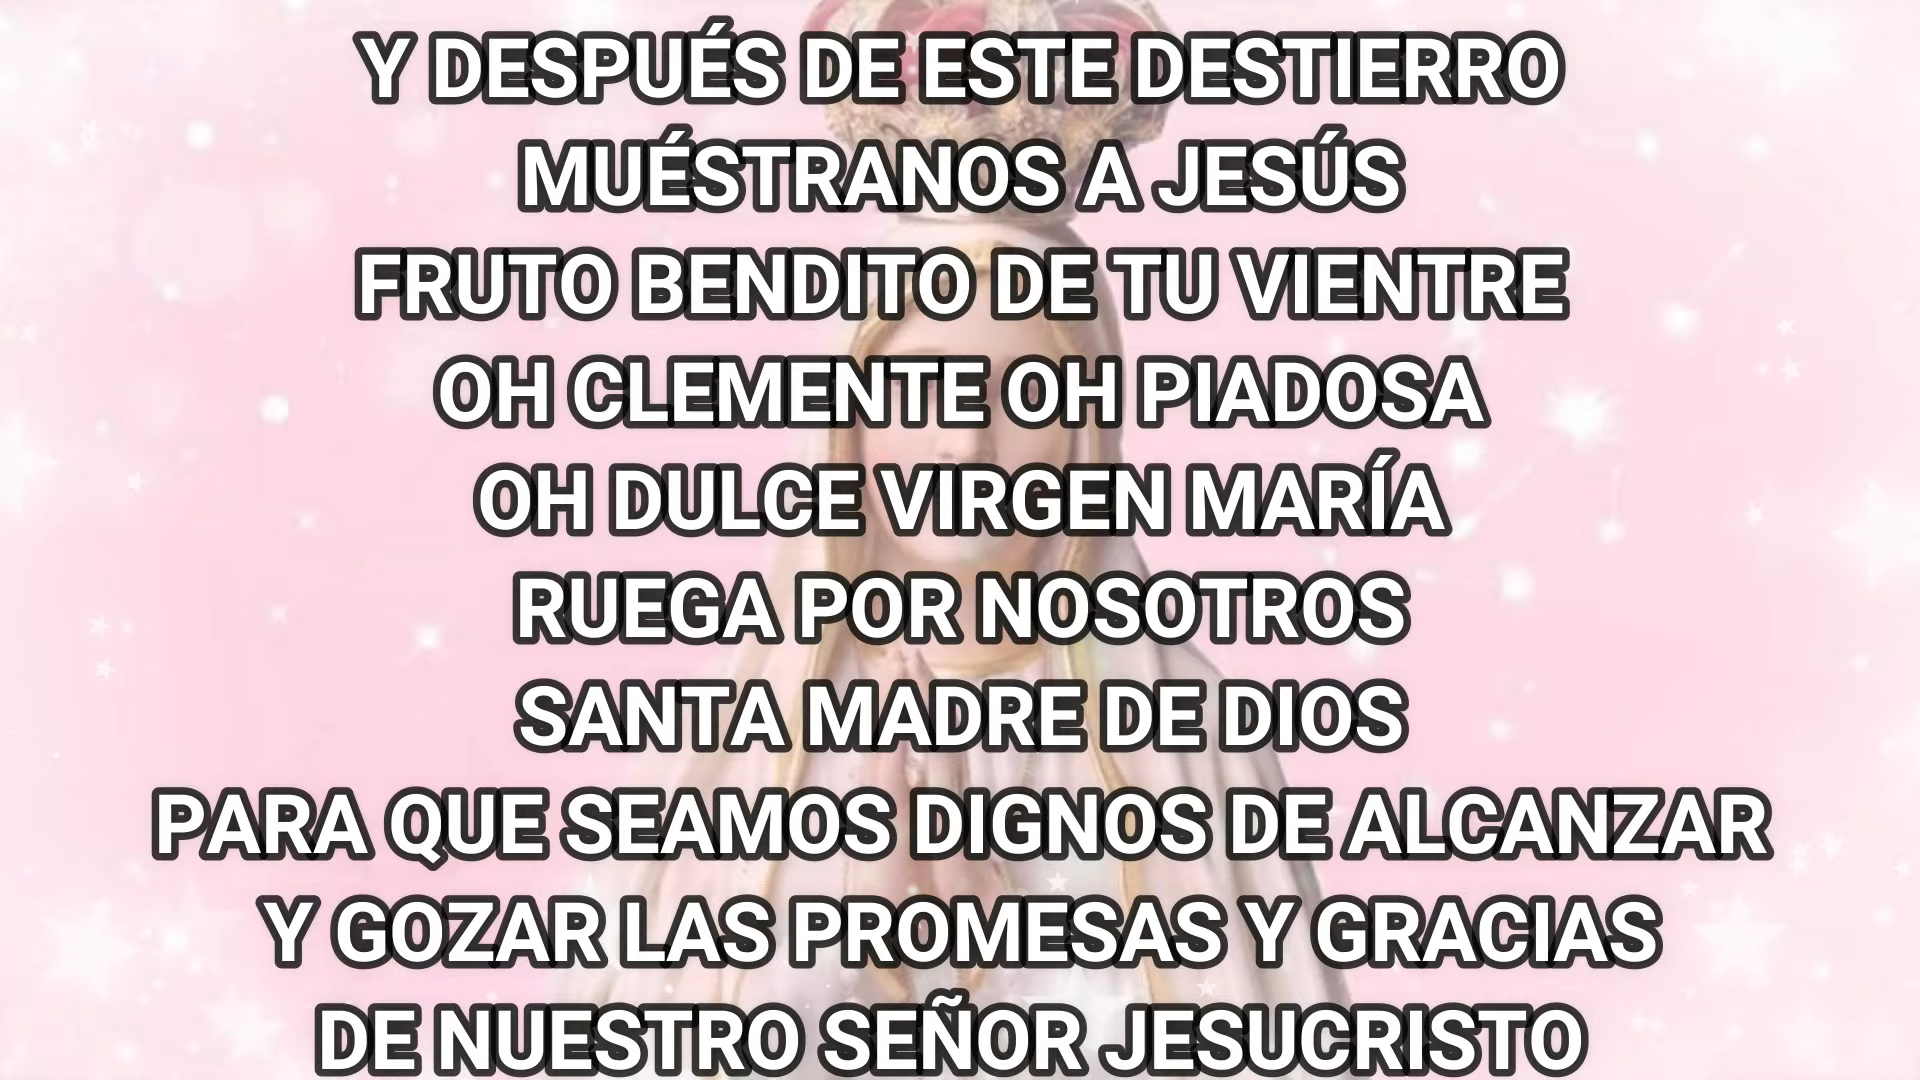 Y DESPUÉS DE ESTE DESTIERRO
MUÉSTRANOS A JESÚS
FRUTO BENDITO DE TU VIENTRE
OH CLEMENTE OH PIADOSA
OH DULCE VIRGEN MARÍA
RUEGA POR NOSOTROS
SANTA MADRE DE DIOS
PARA QUE SEAMOS DIGNOS DE ALCANZAR
Y GOZAR LAS PROMESAS Y GRACIAS
DE NUESTRO SEÑOR JESUCRISTO